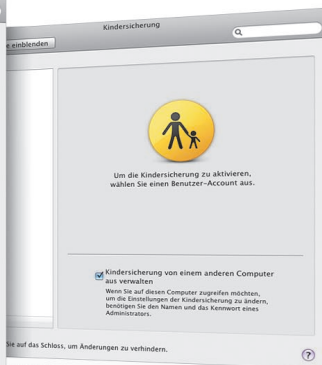 Kindersicherung
einblenden
Um die Kindersicherung zu aktivieren,
wählen Sie einen Benutzer-Account aus.
Kindersicherung von einem anderen Computer
aus verwalten
Wenn Sie auf diesen Computer zugreifen möchten,
um die Einstellungen der Kindersicherung zu ändern,
benötigen Sie den Namen und das Kennwort eines
Administrators.
Sie auf das Schloss, um Änderungen zu verhindern.
?